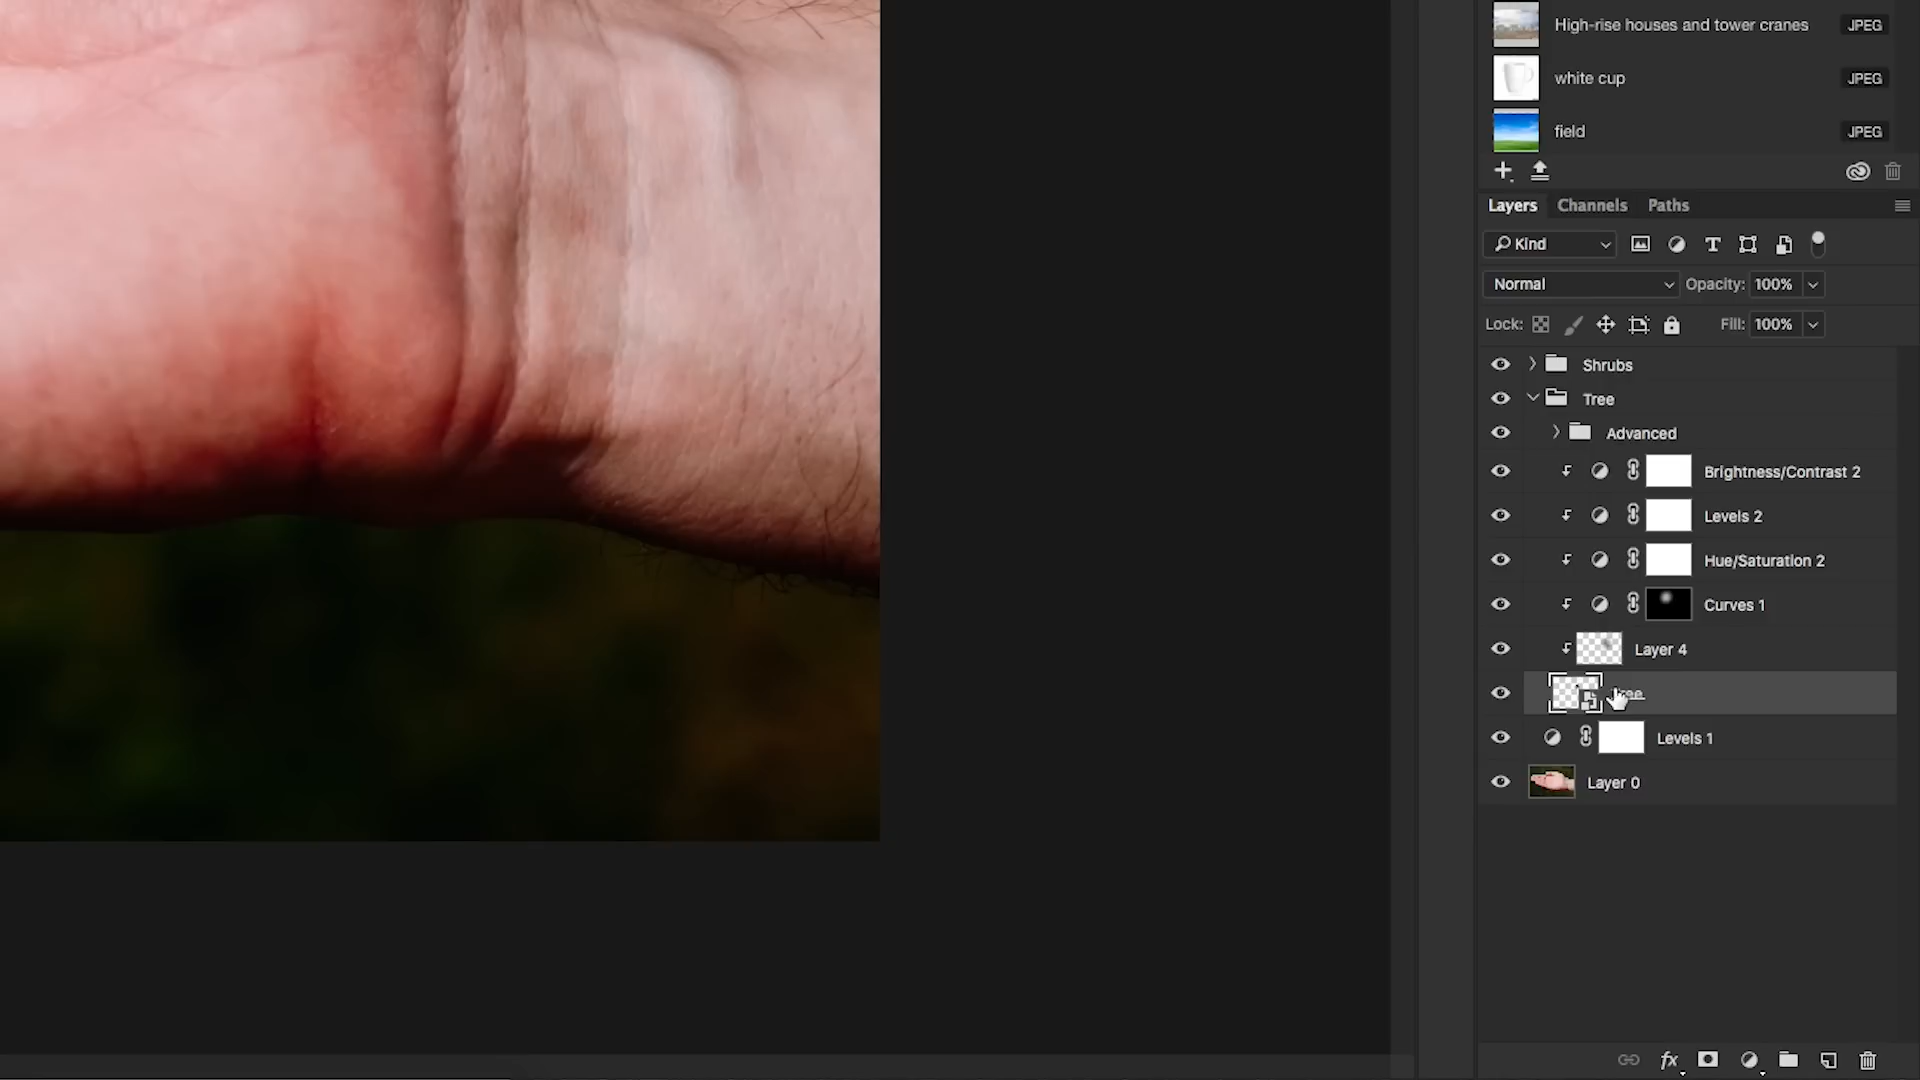 High-rise houses and tower cranes JPEG
white cup JPEG
field JPEG
Layers Channels Paths
Kind
Normal Opacity: 100%
Lock: Fill: 100%
Shrubs
Tree
Advanced
Brightness/Contrast 2
Levels 2
Hue/Saturation 2
Curves 1
Layer 4
Levels 1
Layer 0
fx